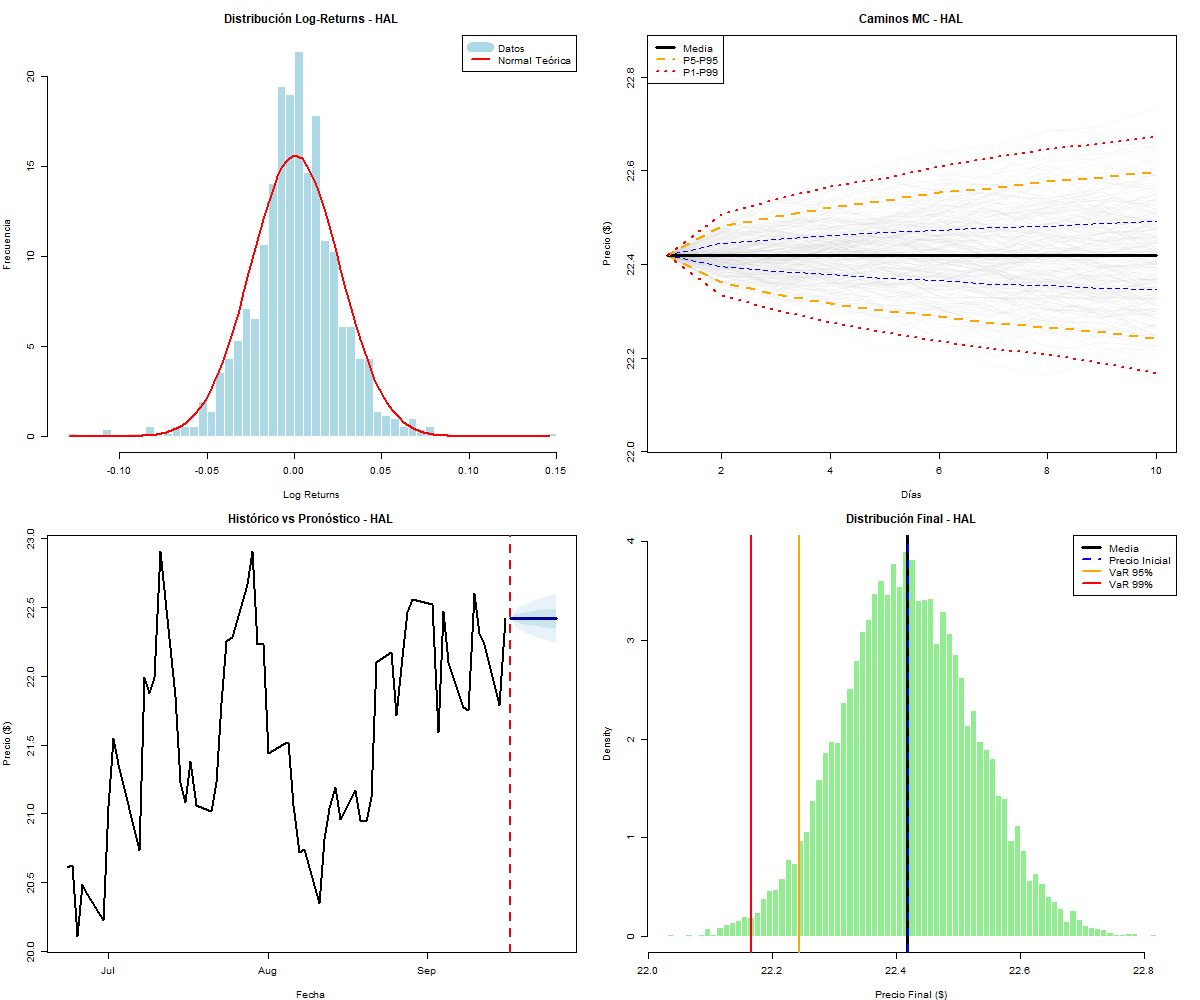 Distribución Log-Returns - HAL
Datos
Normal Teórica
Frecuencia
20
15
10
5
0
-0.10
-0.05
0.00
0.05
0.10
0.15
Log Returns
Caminos MC - HAL
Media
P5-P95
P1-P99
Precio ($)
22.8
22.6
22.4
22.2
22.0
2
4
6
8
10
Días
Histórico vs Pronóstico - HAL
Precio ($)
23.0
22.5
22.0
21.5
21.0
20.5
20.0
Jul
Aug
Sep
Fecha
Distribución Final - HAL
Media
Precio Inicial
VaR 95%
VaR 99%
Density
4
3
2
1
0
22.0
22.2
22.4
22.6
22.8
Precio Final ($)